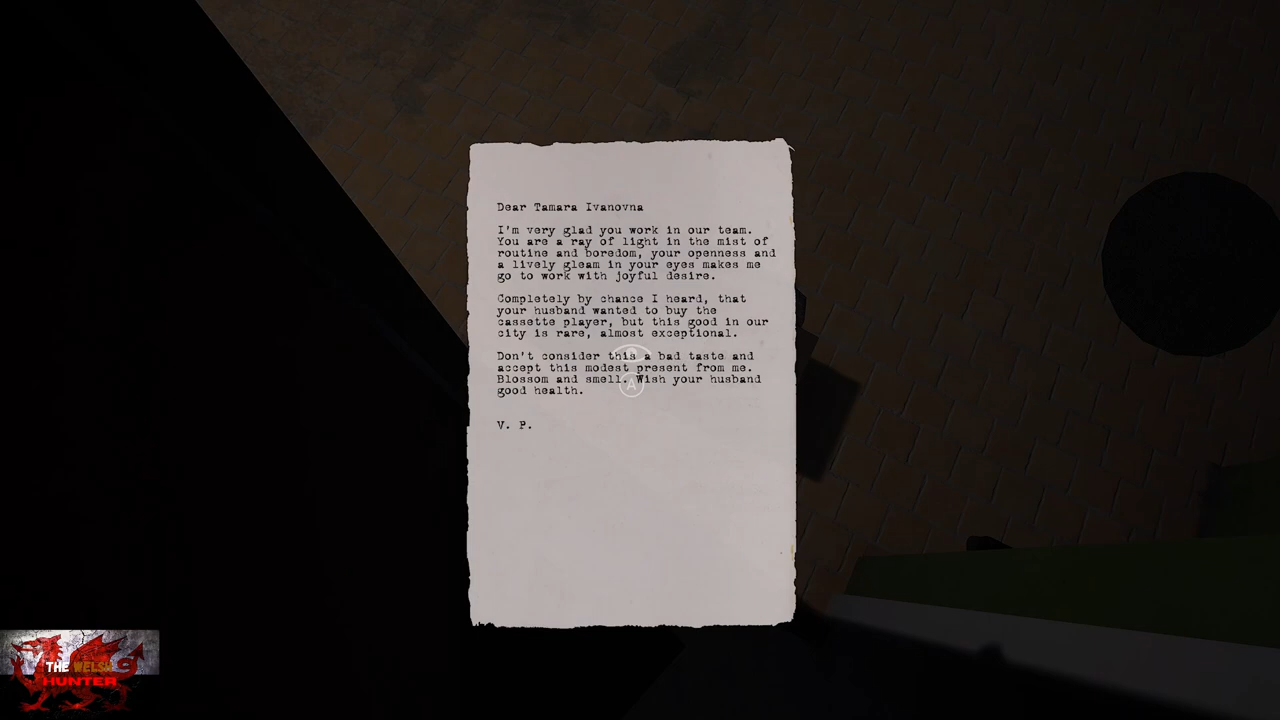 Dear Tamara Ivanovna
I'm very glad you work in our team.
You are a ray of light in the mist of
routine and boredom, your openness and
a lively gleam in your eyes makes me
go to work with joyful desire.
Completely by chance I heard, that
your husband wanted to buy the
cassette player, but this good in our
city is rare, almost exceptional.
Don't consider this a bad taste and
accept this modest present from me.
Blossom and smell. Wish your husband
good health.
V. P.
A
THE WELSH
HUNTER